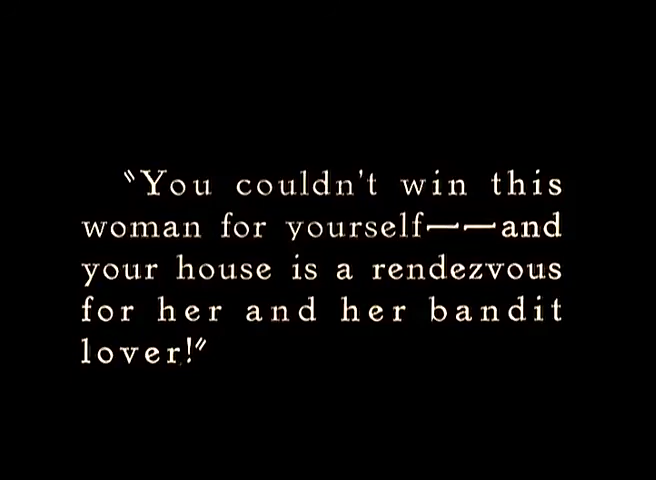 "You couldn't win this
woman for yourself——and
your house is a rendezvous
for her and her bandit
lover!"